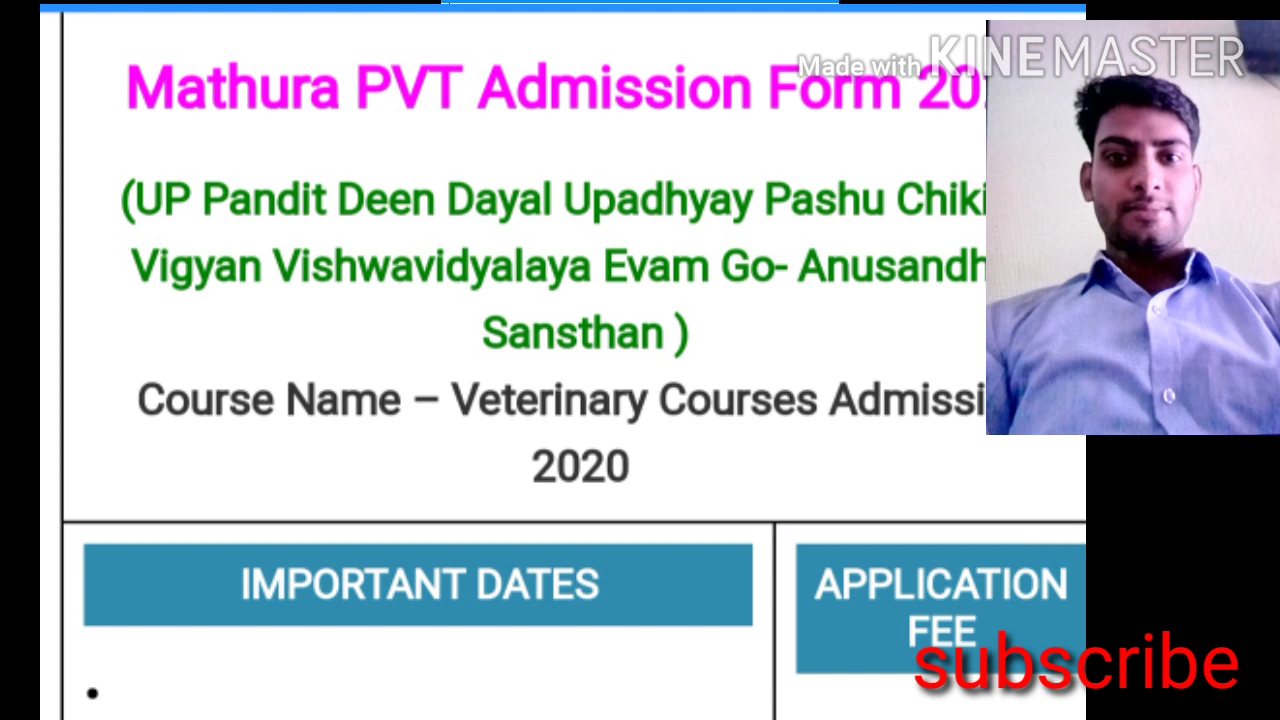 Made with KINEMASTER
Mathura PVT Admission Form
(UP Pandit Deen Dayal Upadhyay Pashu
Vigyan Vishwavidyalaya Evam Go-
Sansthan )
Course Name – Veterinary Courses
2020
IMPORTANT DATES
APPLICATION
FEE
subscribe